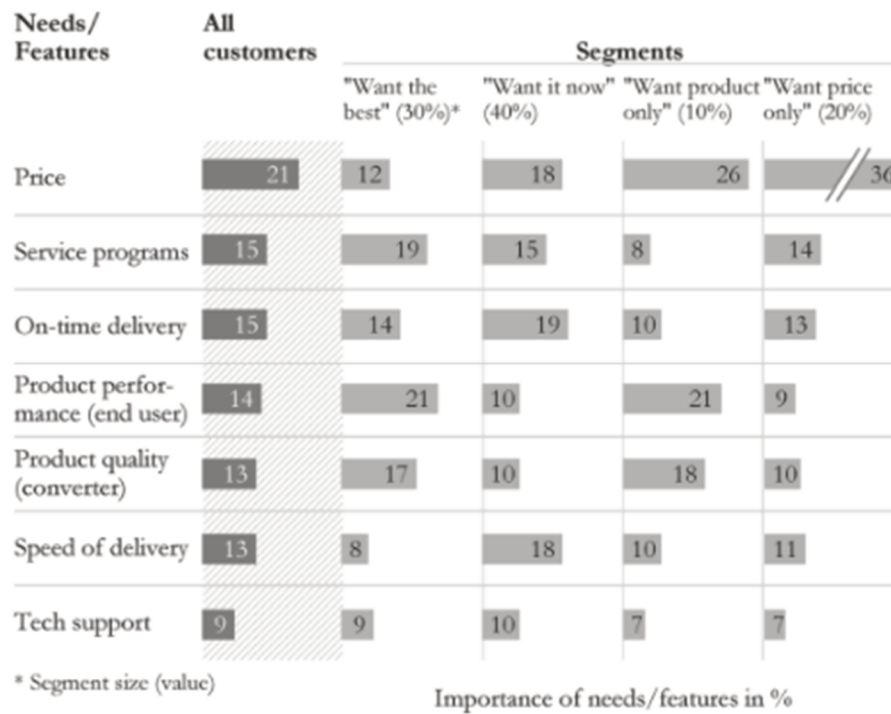 Needs/ All
Features customers Segments
"Want the "Want it now" "Want product "Want price
best" (30%)* (40%) only" (10%) only" (20%)
Price 21 12 18 26 36
Service programs 15 19 15 8 14
On-time delivery 15 14 19 10 13
Product perfor-
mance (end user) 14 21 10 21 9
Product quality
(converter) 13 17 10 18 10
Speed of delivery 13 8 18 10 11
Tech support 9 9 10 7 7
* Segment size (value)
Importance of needs/features in %